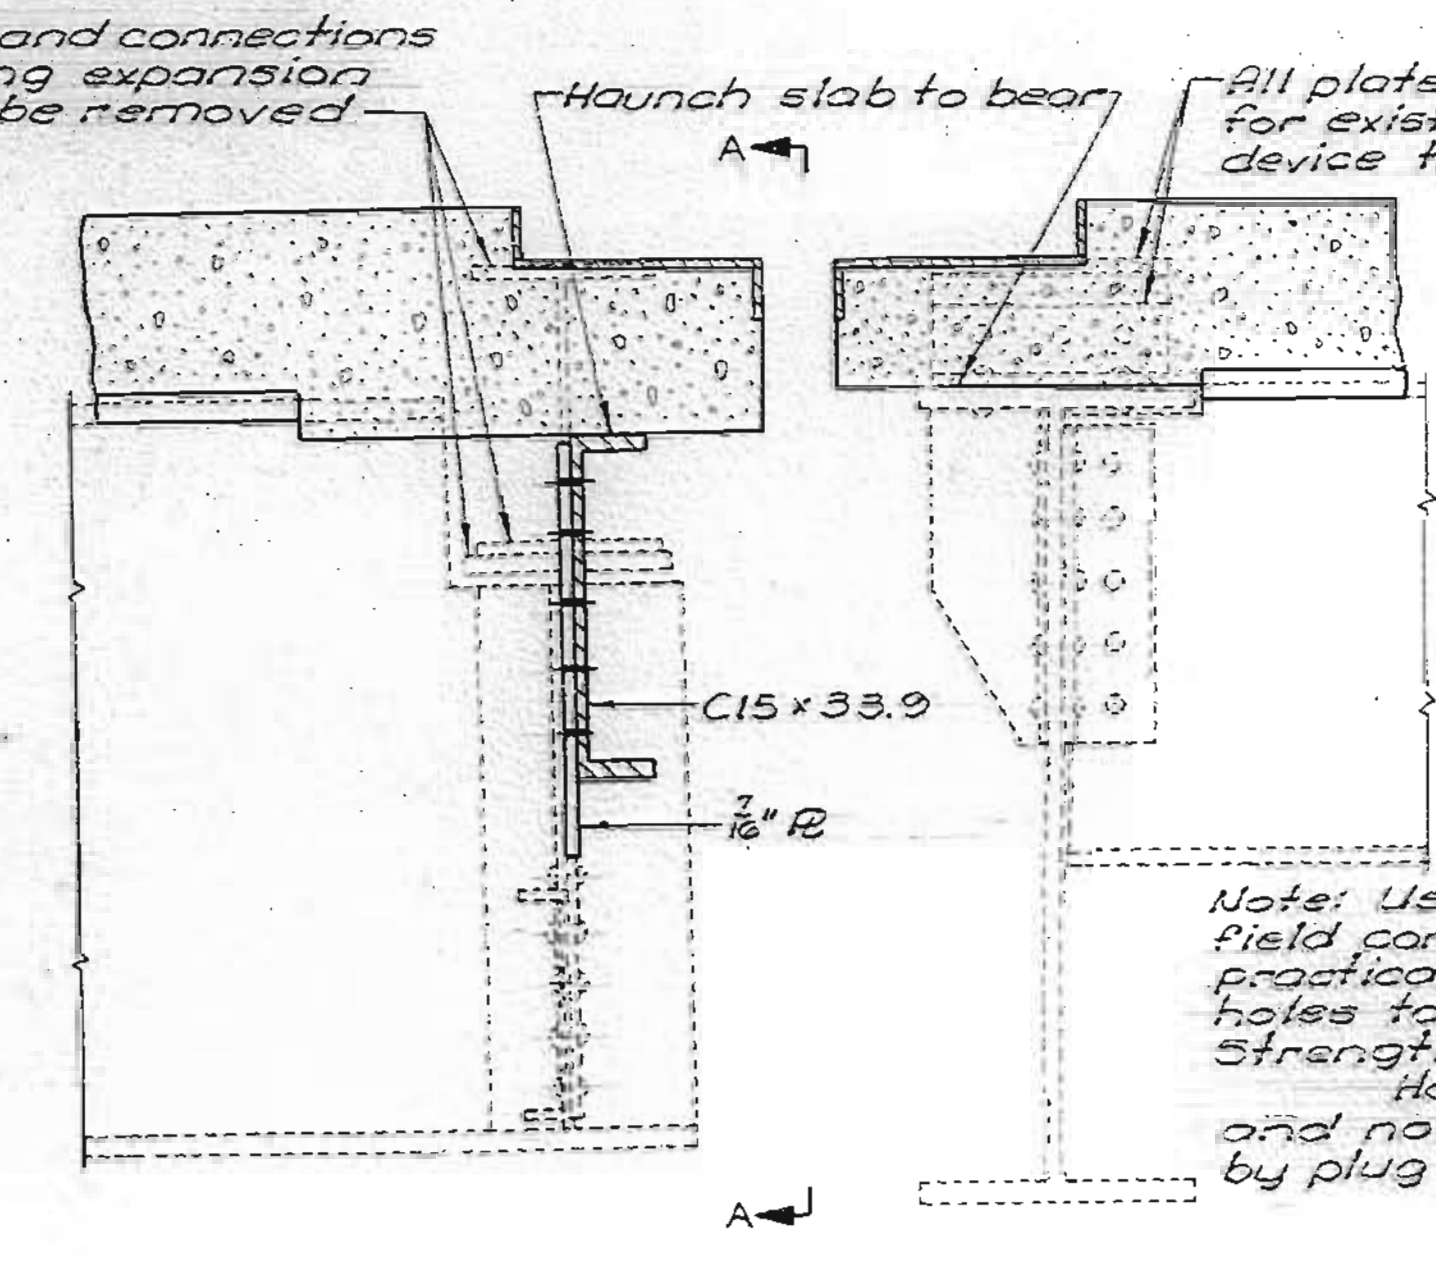 and connections
ng expansion
be removed
Haunch slab to bear
All plate
for exist
device t
A
C15 x 33.9
7/16" PL
Note: Us
field con
practica
holes to
Strengt
Ho
and no
by plug
A